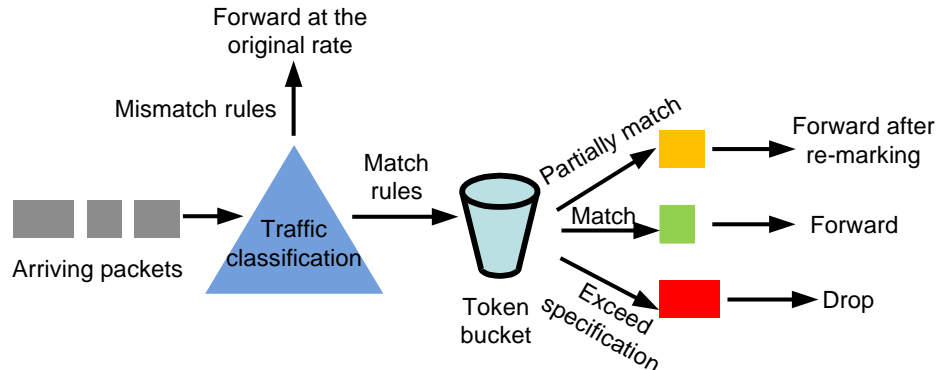 Forward at the
original rate
Mismatch rules
Match
rules
Traffic
classification
Arriving packets
Token
bucket
Partially match
Match
Exceed
specification
Forward after
re-marking
Forward
Drop